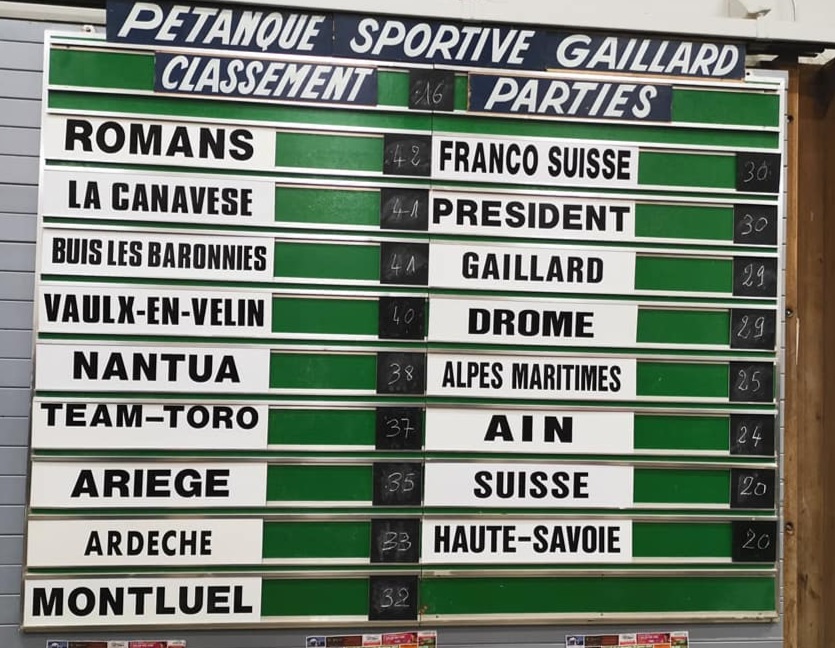 PETANQUE SPORTIVE GAILLARD
CLASSEMENT 16 PARTIES
ROMANS 42
LA CANAVESE 41
BUIS LES BARONNIES 41
VAULX-EN-VELIN 40
NANTUA 38
TEAM-TORO 37
ARIEGE 35
ARDECHE 33
MONTLUEL 32
FRANCO SUISSE 30
PRESIDENT 30
GAILLARD 29
DROME 29
ALPES MARITIMES 25
AIN 24
SUISSE 20
HAUTE-SAVOIE 20